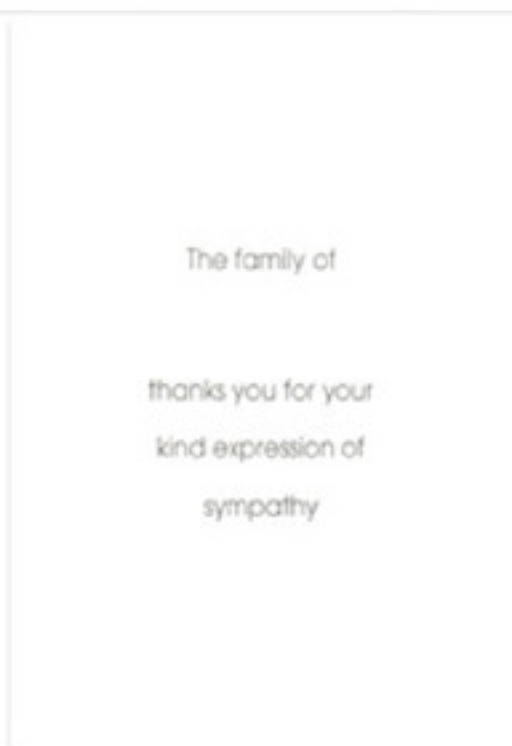 The family of
thanks you for your
kind expression of
sympathy